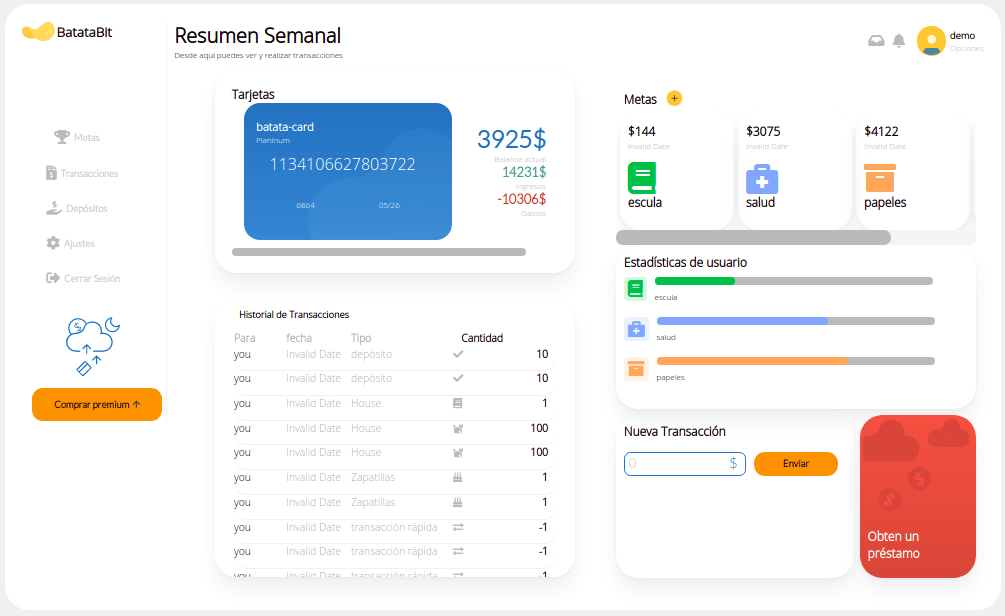 BatataBit
Metas
Transacciones
Depósitos
Ajustes
Cerrar Sesión
Comprar premium ↑
Resumen Semanal
Desde aquí puedes ver y realizar transacciones
demo
Opciones
Tarjetas
batata-card
Planinum
1134106627803722
6864 05/26
3925$
Balance actual
14231$
Ingresos
-10306$
Gastos
Historial de Transacciones
Para fecha Tipo Cantidad
you Invalid Date depósito 10
you Invalid Date depósito 10
you Invalid Date House 1
you Invalid Date House 100
you Invalid Date House 100
you Invalid Date Zapatillas 1
you Invalid Date Zapatillas 1
you Invalid Date transacción rápida -1
you Invalid Date transacción rápida -1
you Invalid Date transacción rápida -1
Metas +
$144
Invalid Date
escula
$3075
Invalid Date
salud
$4122
Invalid Date
papeles
Estadísticas de usuario
escula
salud
papeles
Nueva Transacción
0 $
Enviar
Obten un
préstamo